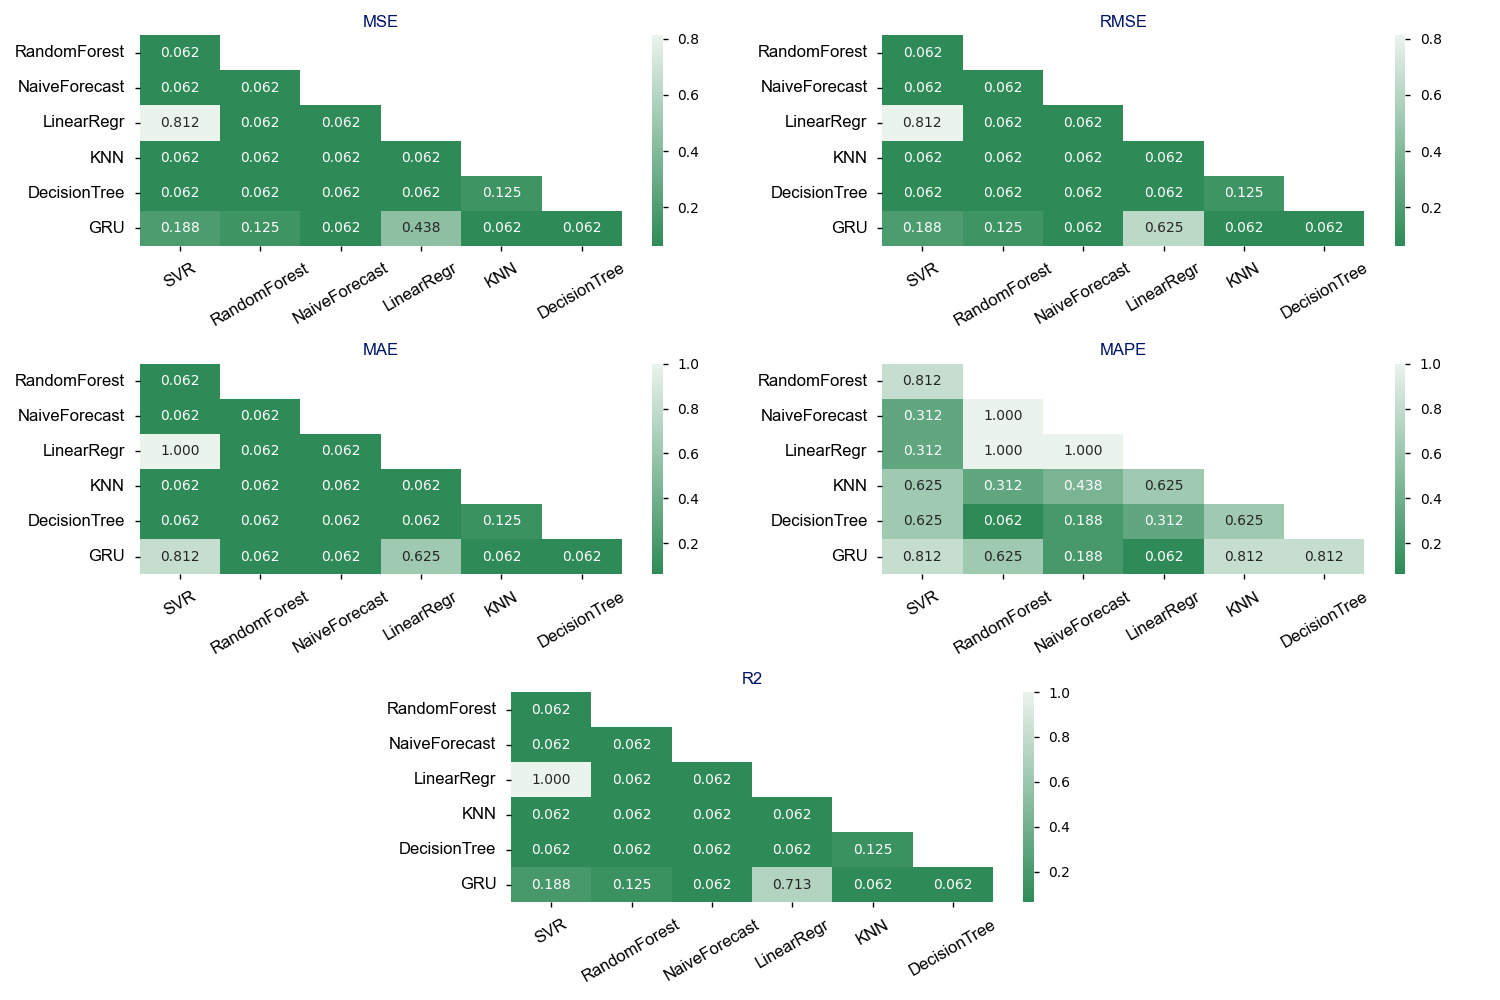 MSE
RandomForest 0.062 0.8
NaiveForecast 0.062 0.062 0.6
LinearRegr 0.812 0.062 0.062
KNN 0.062 0.062 0.062 0.062 0.4
DecisionTree 0.062 0.062 0.062 0.062 0.125 0.2
GRU 0.188 0.125 0.062 0.438 0.062 0.062
SVR RandomForest NaiveForecast LinearRegr KNN DecisionTree
RMSE
RandomForest 0.062 0.8
NaiveForecast 0.062 0.062 0.6
LinearRegr 0.812 0.062 0.062
KNN 0.062 0.062 0.062 0.062 0.4
DecisionTree 0.062 0.062 0.062 0.062 0.125 0.2
GRU 0.188 0.125 0.062 0.625 0.062 0.062
SVR RandomForest NaiveForecast LinearRegr KNN DecisionTree
MAE
1.0
RandomForest 0.062
NaiveForecast 0.062 0.062 0.8
LinearRegr 1.000 0.062 0.062 0.6
KNN 0.062 0.062 0.062 0.062 0.4
DecisionTree 0.062 0.062 0.062 0.062 0.125
GRU 0.812 0.062 0.062 0.625 0.062 0.062 0.2
SVR RandomForest NaiveForecast LinearRegr KNN DecisionTree
MAPE
1.0
RandomForest 0.812
NaiveForecast 0.312 1.000 0.8
LinearRegr 0.312 1.000 1.000 0.6
KNN 0.625 0.312 0.438 0.625 0.4
DecisionTree 0.625 0.062 0.188 0.312 0.625
GRU 0.812 0.625 0.188 0.062 0.812 0.812 0.2
SVR RandomForest NaiveForecast LinearRegr KNN DecisionTree
R2
1.0
RandomForest 0.062
NaiveForecast 0.062 0.062 0.8
LinearRegr 1.000 0.062 0.062 0.6
KNN 0.062 0.062 0.062 0.062 0.4
DecisionTree 0.062 0.062 0.062 0.062 0.125
GRU 0.188 0.125 0.062 0.713 0.062 0.062 0.2
SVR RandomForest NaiveForecast LinearRegr KNN DecisionTree